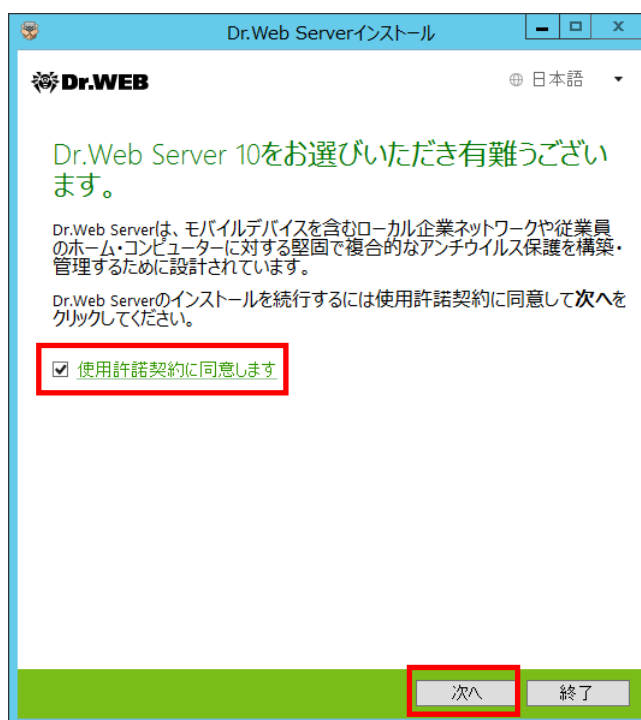 Dr.Web Serverインストール
Dr.WEB
日本語
Dr.Web Server 10をお選びいただき有難うござい
ます。
Dr.Web Serverは、モバイルデバイスを含むローカル企業ネットワークや従業員
のホーム・コンピューターに対する堅固で複合的なアンチウイルス保護を構築・
管理するために設計されています。
Dr.Web Serverのインストールを続行するには使用許諾契約に同意して次へを
クリックしてください。
使用許諾契約に同意します
次へ
終了